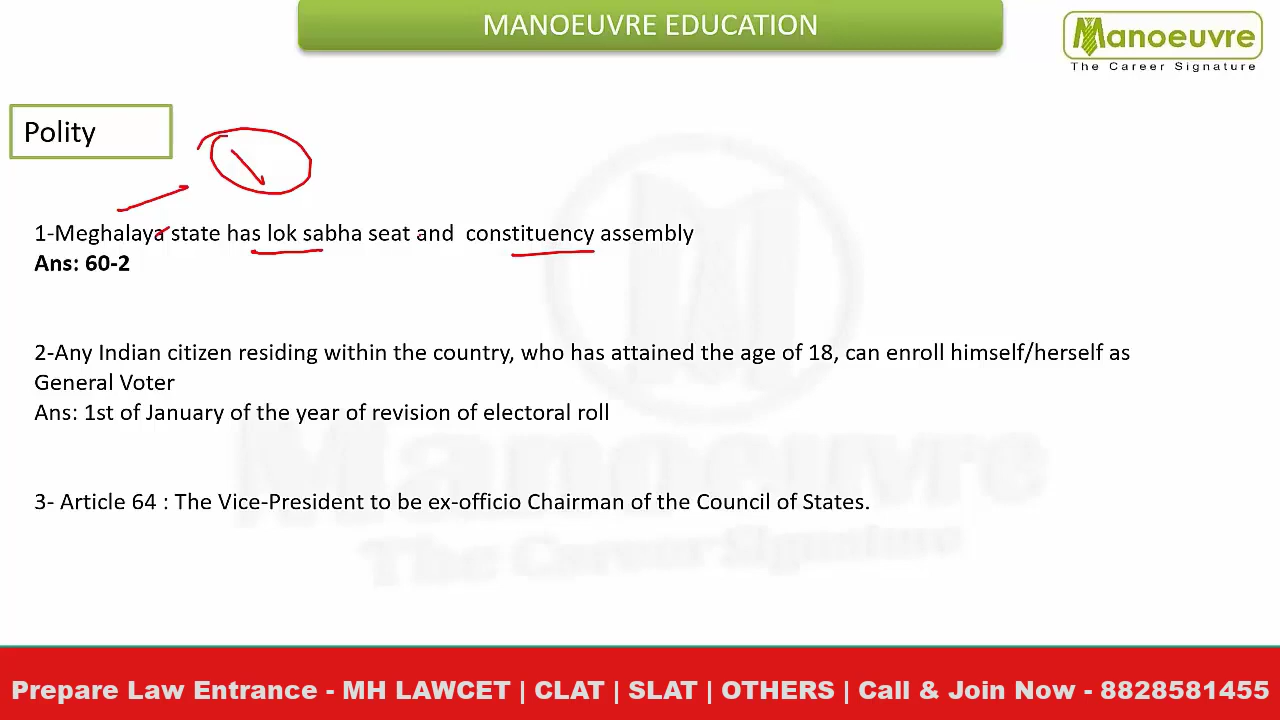 MANOEUVRE EDUCATION
Manoeuvre
The Career Signature
Polity
1-Meghalaya state has lok sabha seat and constituency assembly
Ans: 60-2
2-Any Indian citizen residing within the country, who has attained the age of 18, can enroll himself/herself as
General Voter
Ans: 1st of January of the year of revision of electoral roll
3- Article 64 : The Vice-President to be ex-officio Chairman of the Council of States.
Manoeuvre
The Career Signature
Prepare Law Entrance - MH LAWCET | CLAT | SLAT | OTHERS | Call & Join Now - 8828581455